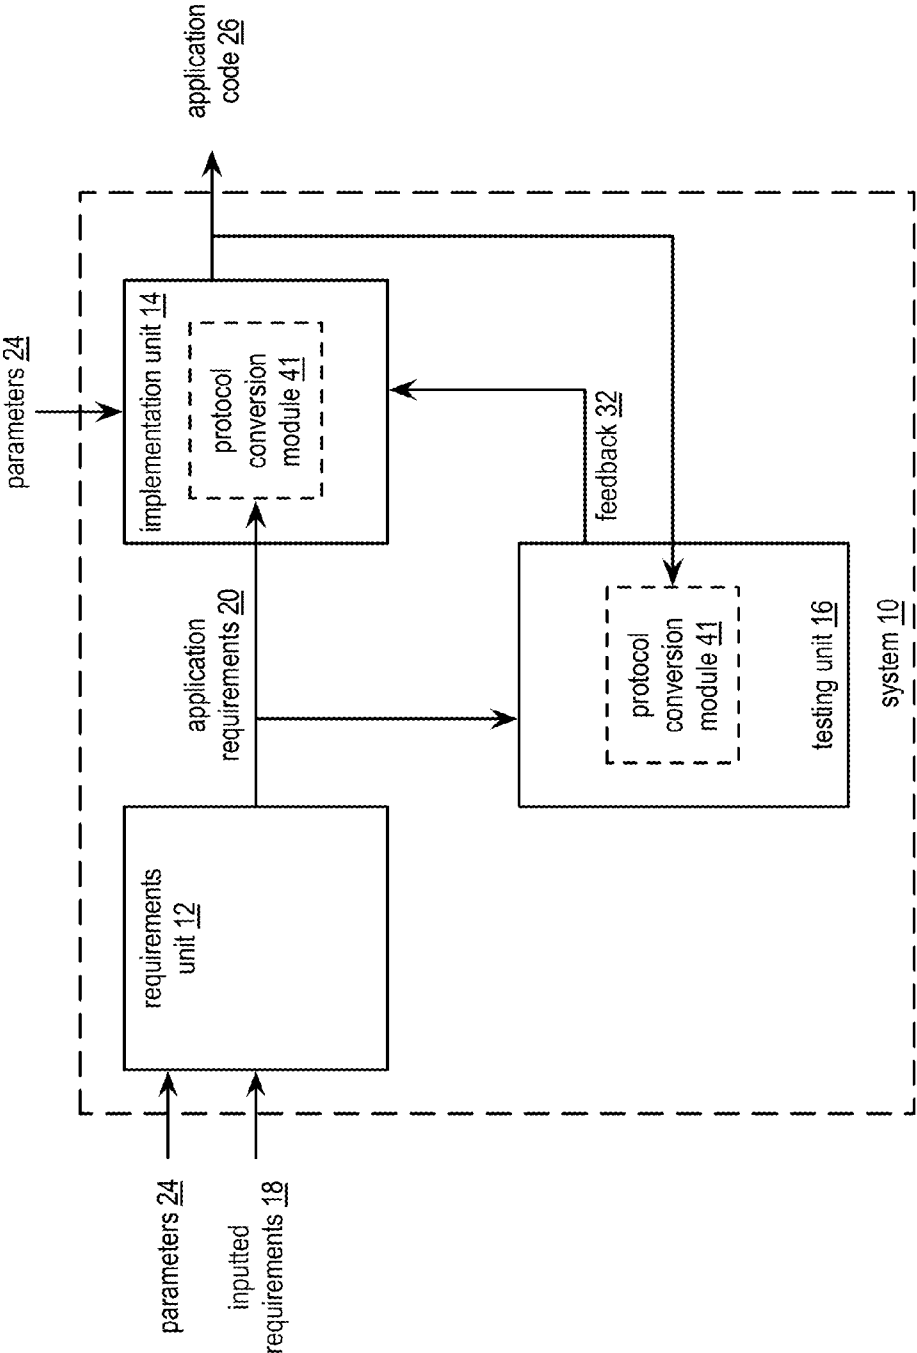 parameters 24
inputted
requirements 18
requirements
unit 12
application
requirements 20
parameters 24
implementation unit 14
protocol
conversion
module 41
application
code 26
feedback 32
protocol
conversion
module 41
testing unit 16
system 10